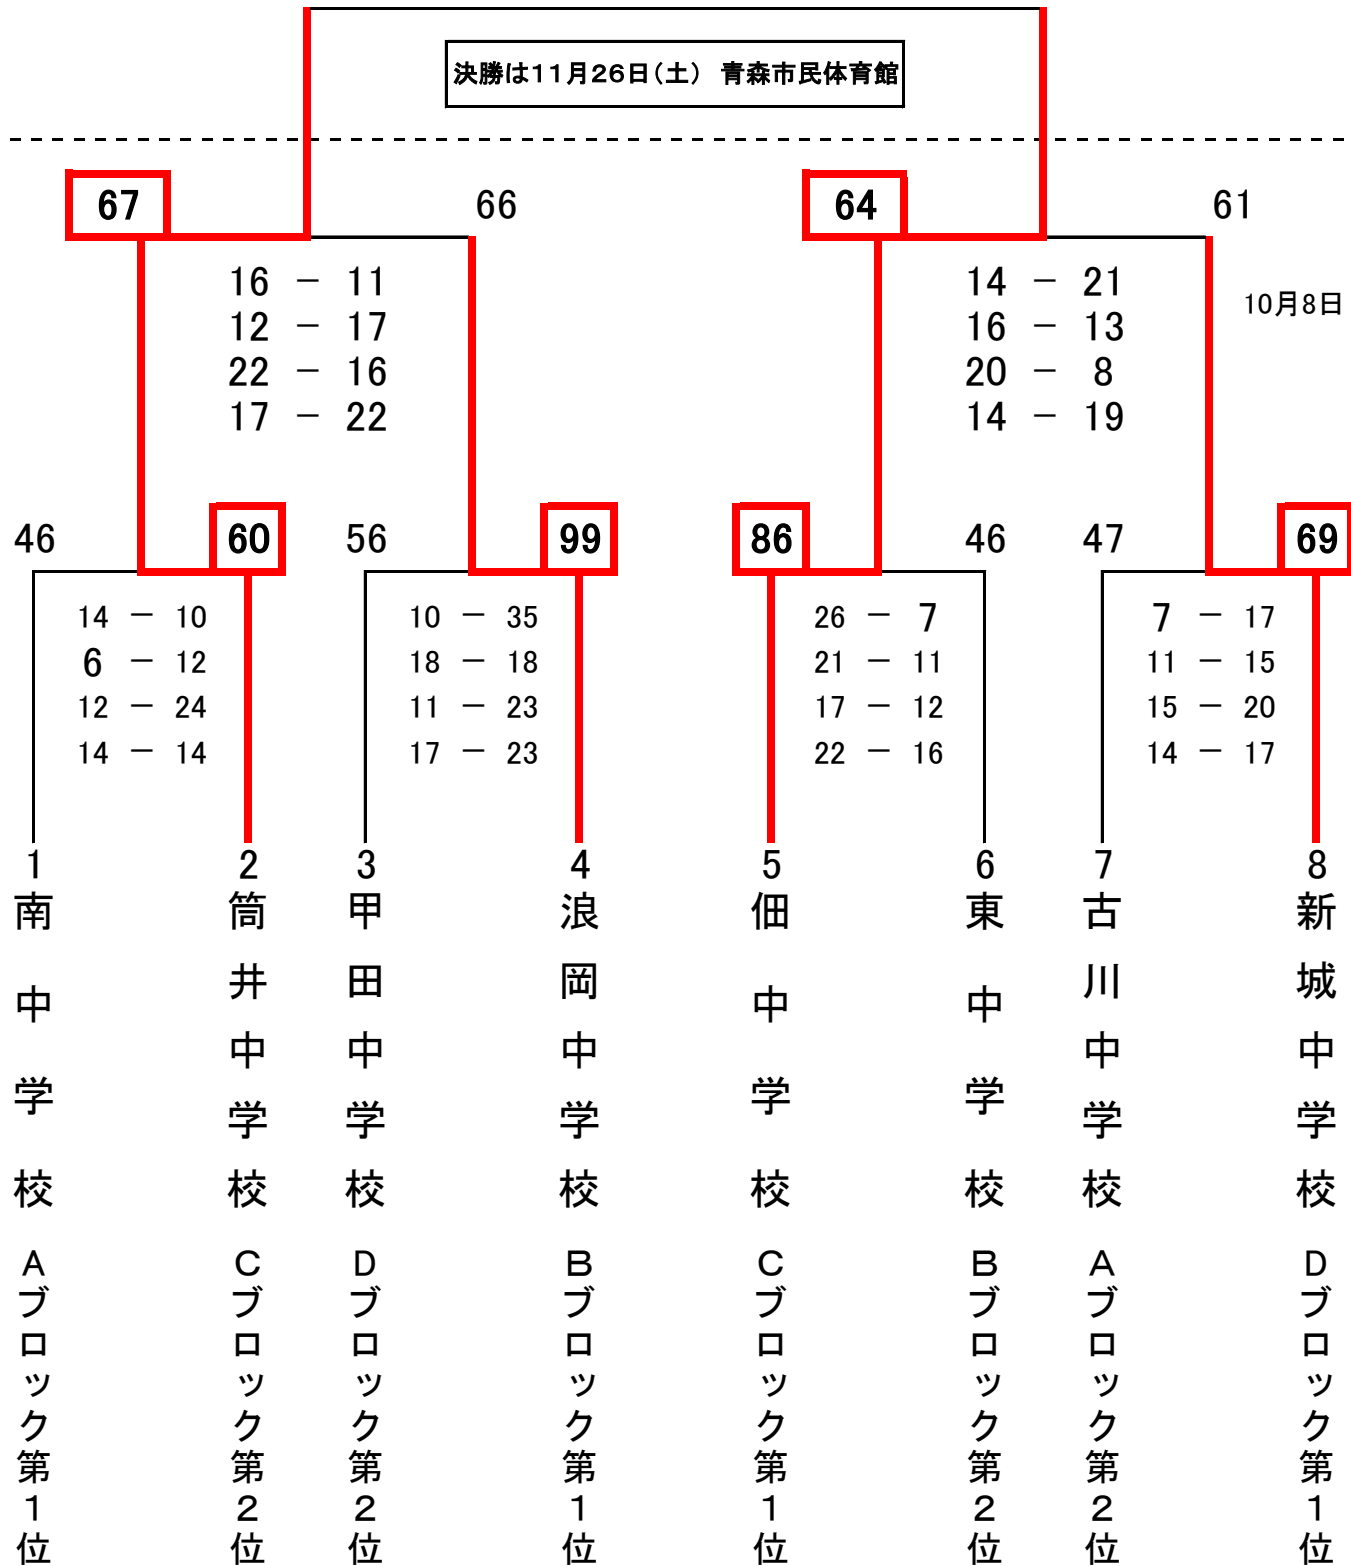 決勝は11月26日(土) 青森市民体育館
67
66
64
61
16 － 11
12 － 17
22 － 16
17 － 22
14 － 21
16 － 13
20 － 8
14 － 19
10月8日
46
60
56
99
86
46
47
69
14 － 10
6 － 12
12 － 24
14 － 14
10 － 35
18 － 18
11 － 23
17 － 23
26 － 7
21 － 11
17 － 12
22 － 16
7 － 17
11 － 15
15 － 20
14 － 17
1
南中学校
Aブロック第1位
2
筒井中学校
Cブロック第2位
3
甲田中学校
Dブロック第2位
4
浪岡中学校
Bブロック第1位
5
佃中学校
Cブロック第1位
6
東中学校
Bブロック第2位
7
古川中学校
Aブロック第2位
8
新城中学校
Dブロック第1位